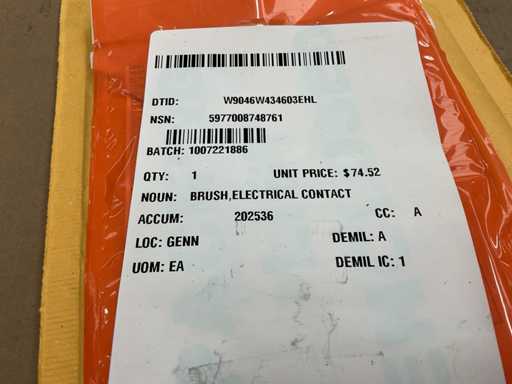 DTID: W9046W434603EHL
NSN: 5977008748761
BATCH: 1007221886
QTY: 1 UNIT PRICE: $74.52
NOUN: BRUSH,ELECTRICAL CONTACT
ACCUM: 202536 CC: A
LOC: GENN DEMIL: A
UOM: EA DEMIL IC: 1